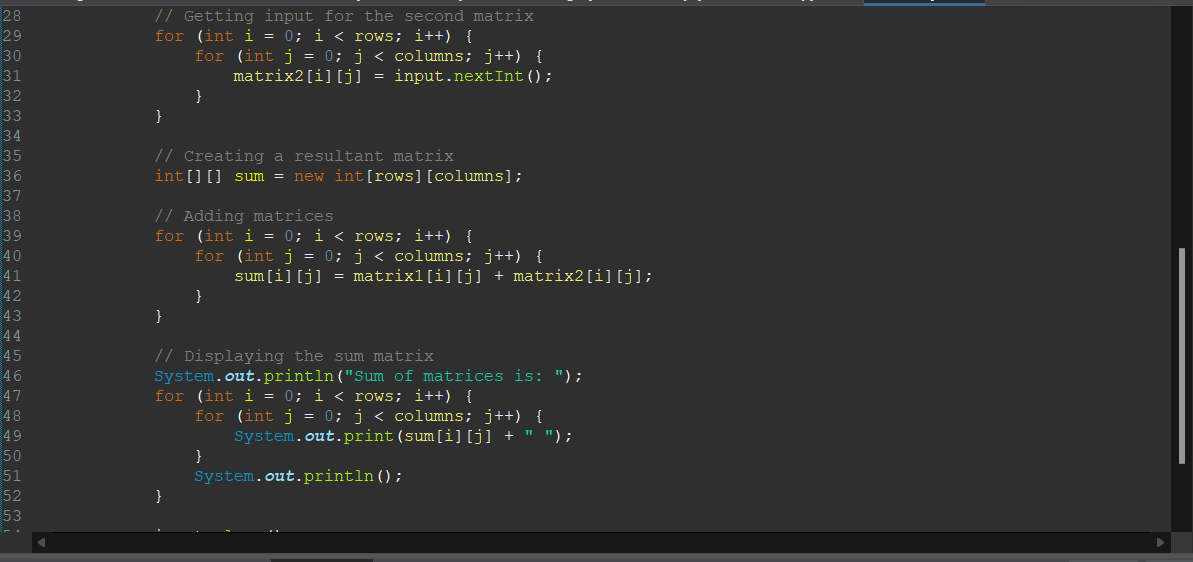 28 // Getting input for the second matrix
29 for (int i = 0; i < rows; i++) {
30 for (int j = 0; j < columns; j++) {
31 matrix2[i][j] = input.nextInt();
32 }
33 }
34
35 // Creating a resultant matrix
36 int[][] sum = new int[rows][columns];
37
38 // Adding matrices
39 for (int i = 0; i < rows; i++) {
40 for (int j = 0; j < columns; j++) {
41 sum[i][j] = matrix1[i][j] + matrix2[i][j];
42 }
43 }
44
45 // Displaying the sum matrix
46 System.out.println("Sum of matrices is: ");
47 for (int i = 0; i < rows; i++) {
48 for (int j = 0; j < columns; j++) {
49 System.out.print(sum[i][j] + " ");
50 }
51 System.out.println();
52 }
53